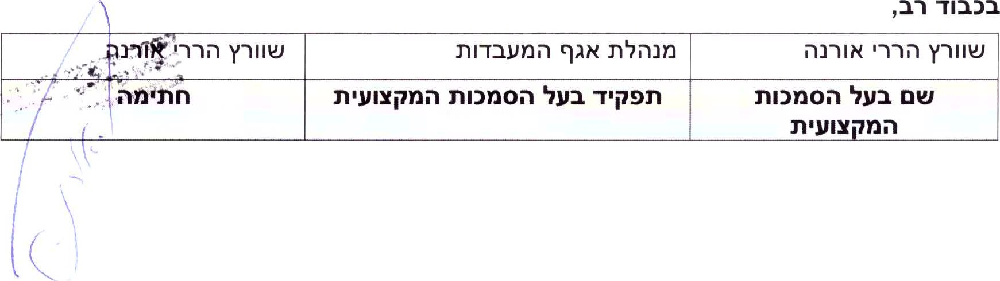 בכבוד רב,
שוורץ הררי אורנה מנהלת אגף המעבדות שוורץ הררי אורנה
שם בעל הסמכות תפקיד בעל הסמכות המקצועית חתימה
המקצועית